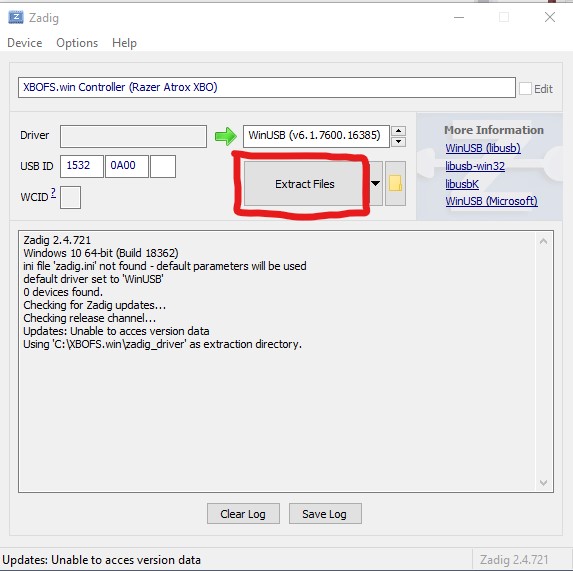 Zadig
Device Options Help
XBOFS.win Controller (Razer Atrox XBO) Edit
Driver WinUSB (v6.1.7600.16385)
USB ID 1532 0A00
WCID ?
Extract Files
More Information
WinUSB (libusb)
libusb-win32
libusbK
WinUSB (Microsoft)
Zadig 2.4.721
Windows 10 64-bit (Build 18362)
ini file 'zadig.ini' not found - default parameters will be used
default driver set to 'WinUSB'
0 devices found.
Checking for Zadig updates...
Checking release channel...
Updates: Unable to acces version data
Using 'C:\XBOFS.win\zadig_driver' as extraction directory.
Clear Log Save Log
Updates: Unable to acces version data Zadig 2.4.721